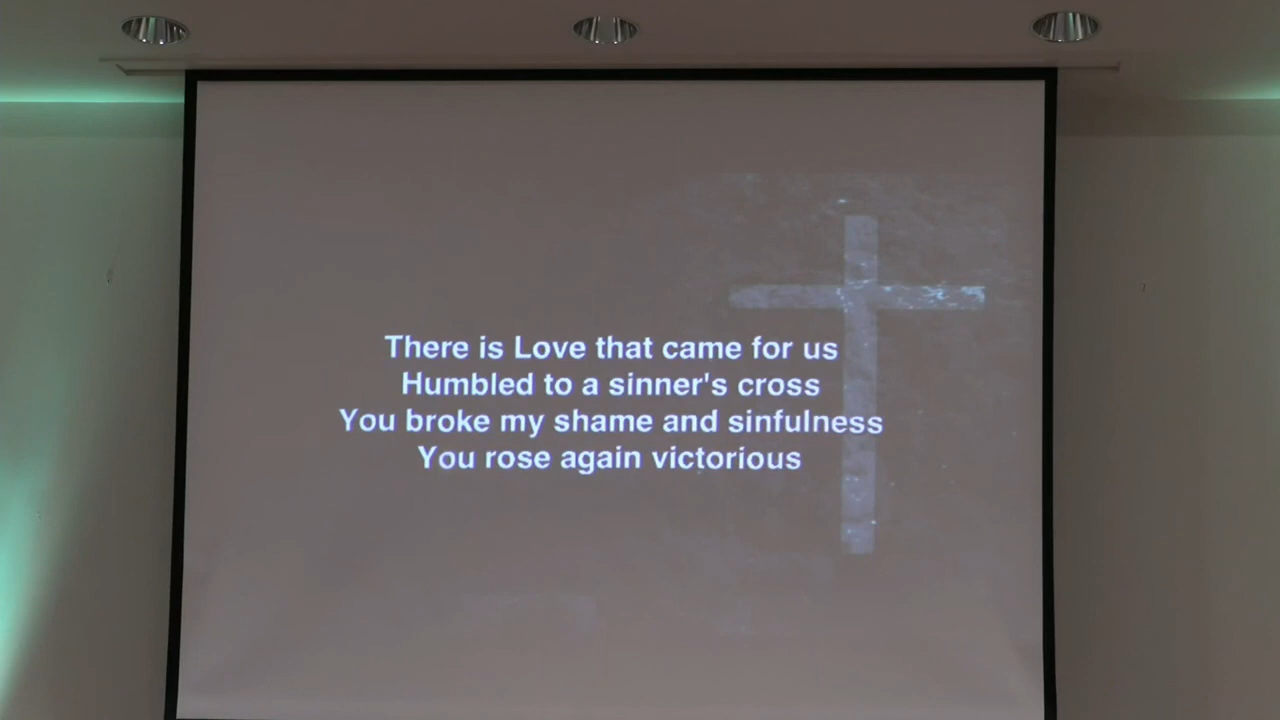 There is Love that came for us
Humbled to a sinner's cross
You broke my shame and sinfulness
You rose again victorious